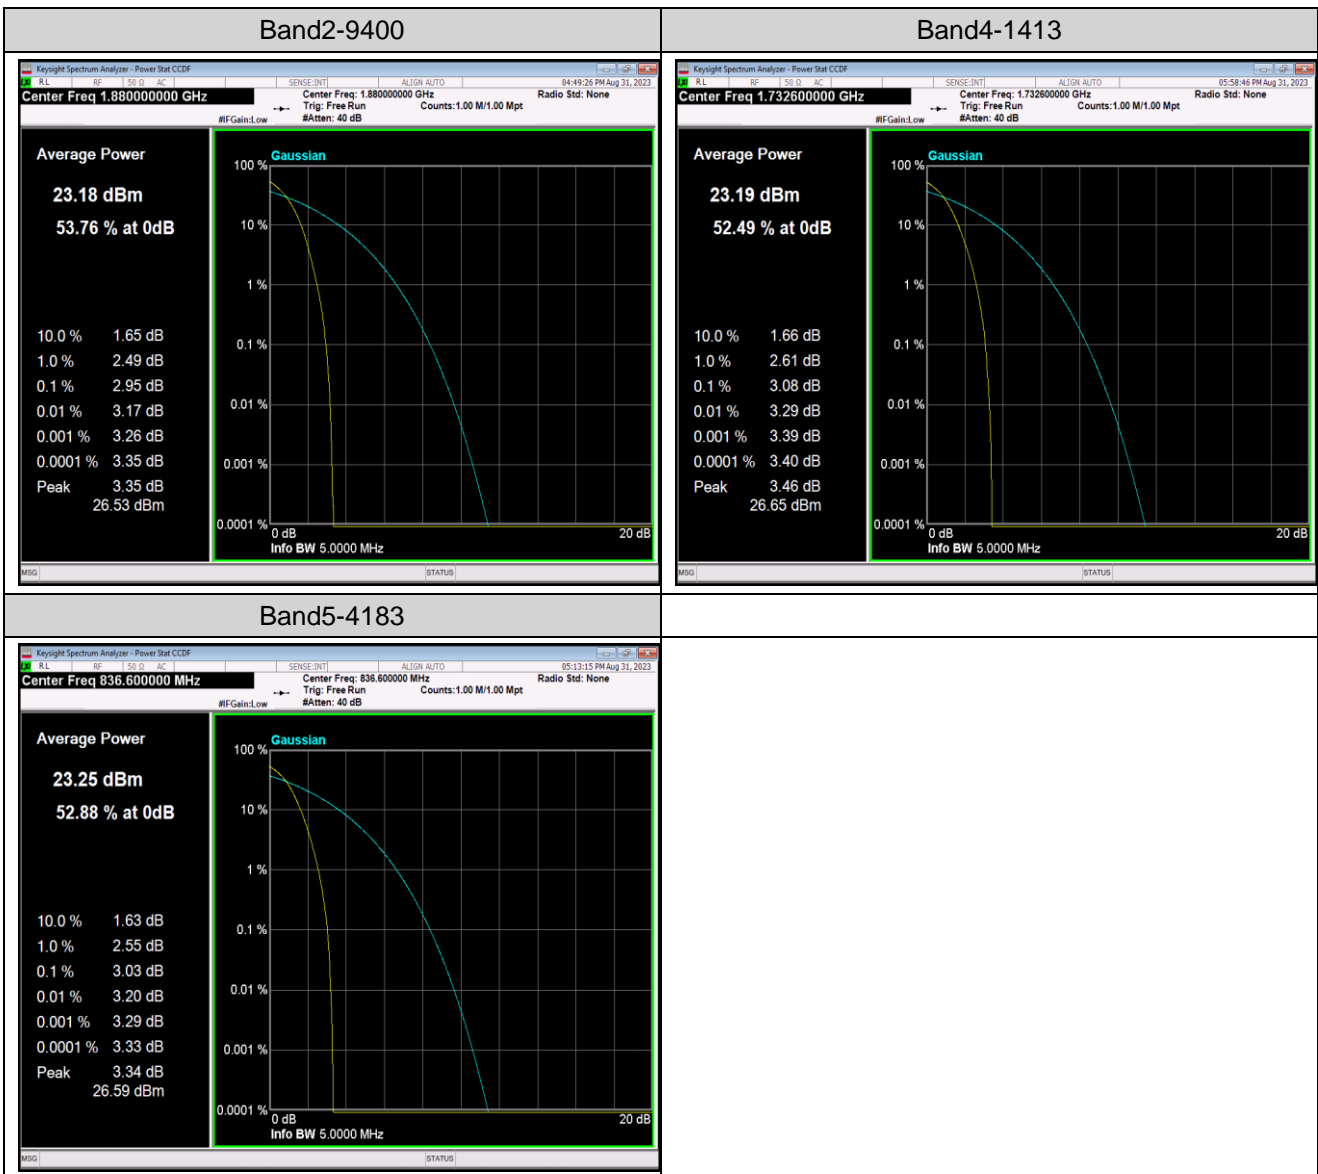 Band2-9400
Band4-1413
Keysight Spectrum Analyzer - Power Stat CCDF
RL RF 50 Ω AC SENSE:INT ALIGN AUTO 04:49:26 PM Aug 31, 2023
Center Freq 1.880000000 GHz
Center Freq: 1.880000000 GHz Radio Std: None
Trig: Free Run Counts:1.00 M/1.00 Mpt
#IFGain:Low #Atten: 40 dB
Average Power
23.18 dBm
53.76 % at 0dB
10.0 % 1.65 dB
1.0 % 2.49 dB
0.1 % 2.95 dB
0.01 % 3.17 dB
0.001 % 3.26 dB
0.0001 % 3.35 dB
Peak 3.35 dB
26.53 dBm
Gaussian
100 %
10 %
1 %
0.1 %
0.01 %
0.001 %
0.0001 %
0 dB 20 dB
Info BW 5.0000 MHz
MSG STATUS
Keysight Spectrum Analyzer - Power Stat CCDF
RL RF 50 Ω AC SENSE:INT ALIGN AUTO 05:58:46 PM Aug 31, 2023
Center Freq 1.732600000 GHz
Center Freq: 1.732600000 GHz Radio Std: None
Trig: Free Run Counts:1.00 M/1.00 Mpt
#IFGain:Low #Atten: 40 dB
Average Power
23.19 dBm
52.49 % at 0dB
10.0 % 1.66 dB
1.0 % 2.61 dB
0.1 % 3.08 dB
0.01 % 3.29 dB
0.001 % 3.39 dB
0.0001 % 3.40 dB
Peak 3.46 dB
26.65 dBm
Gaussian
100 %
10 %
1 %
0.1 %
0.01 %
0.001 %
0.0001 %
0 dB 20 dB
Info BW 5.0000 MHz
MSG STATUS
Band5-4183
Keysight Spectrum Analyzer - Power Stat CCDF
RL RF 50 Ω AC SENSE:INT ALIGN AUTO 05:13:15 PM Aug 31, 2023
Center Freq 836.600000 MHz
Center Freq: 836.600000 MHz Radio Std: None
Trig: Free Run Counts:1.00 M/1.00 Mpt
#IFGain:Low #Atten: 40 dB
Average Power
23.25 dBm
52.88 % at 0dB
10.0 % 1.63 dB
1.0 % 2.55 dB
0.1 % 3.03 dB
0.01 % 3.20 dB
0.001 % 3.29 dB
0.0001 % 3.33 dB
Peak 3.34 dB
26.59 dBm
Gaussian
100 %
10 %
1 %
0.1 %
0.01 %
0.001 %
0.0001 %
0 dB 20 dB
Info BW 5.0000 MHz
MSG STATUS